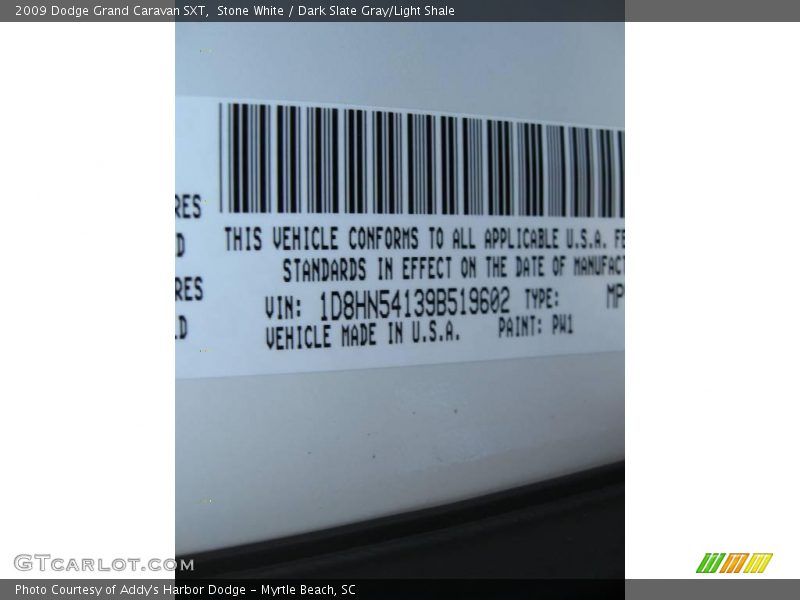 2009 Dodge Grand Caravan SXT,  Stone White / Dark Slate Gray/Light Shale
RES
D
RES
LD
THIS VEHICLE CONFORMS TO ALL APPLICABLE U.S.A. FE
STANDARDS IN EFFECT ON THE DATE OF MANUFACT
VIN: 1D8HN54139B519602 TYPE: MP
VEHICLE MADE IN U.S.A. PAINT: PW1
GTcarlot.com
Photo Courtesy of Addy's Harbor Dodge - Myrtle Beach, SC